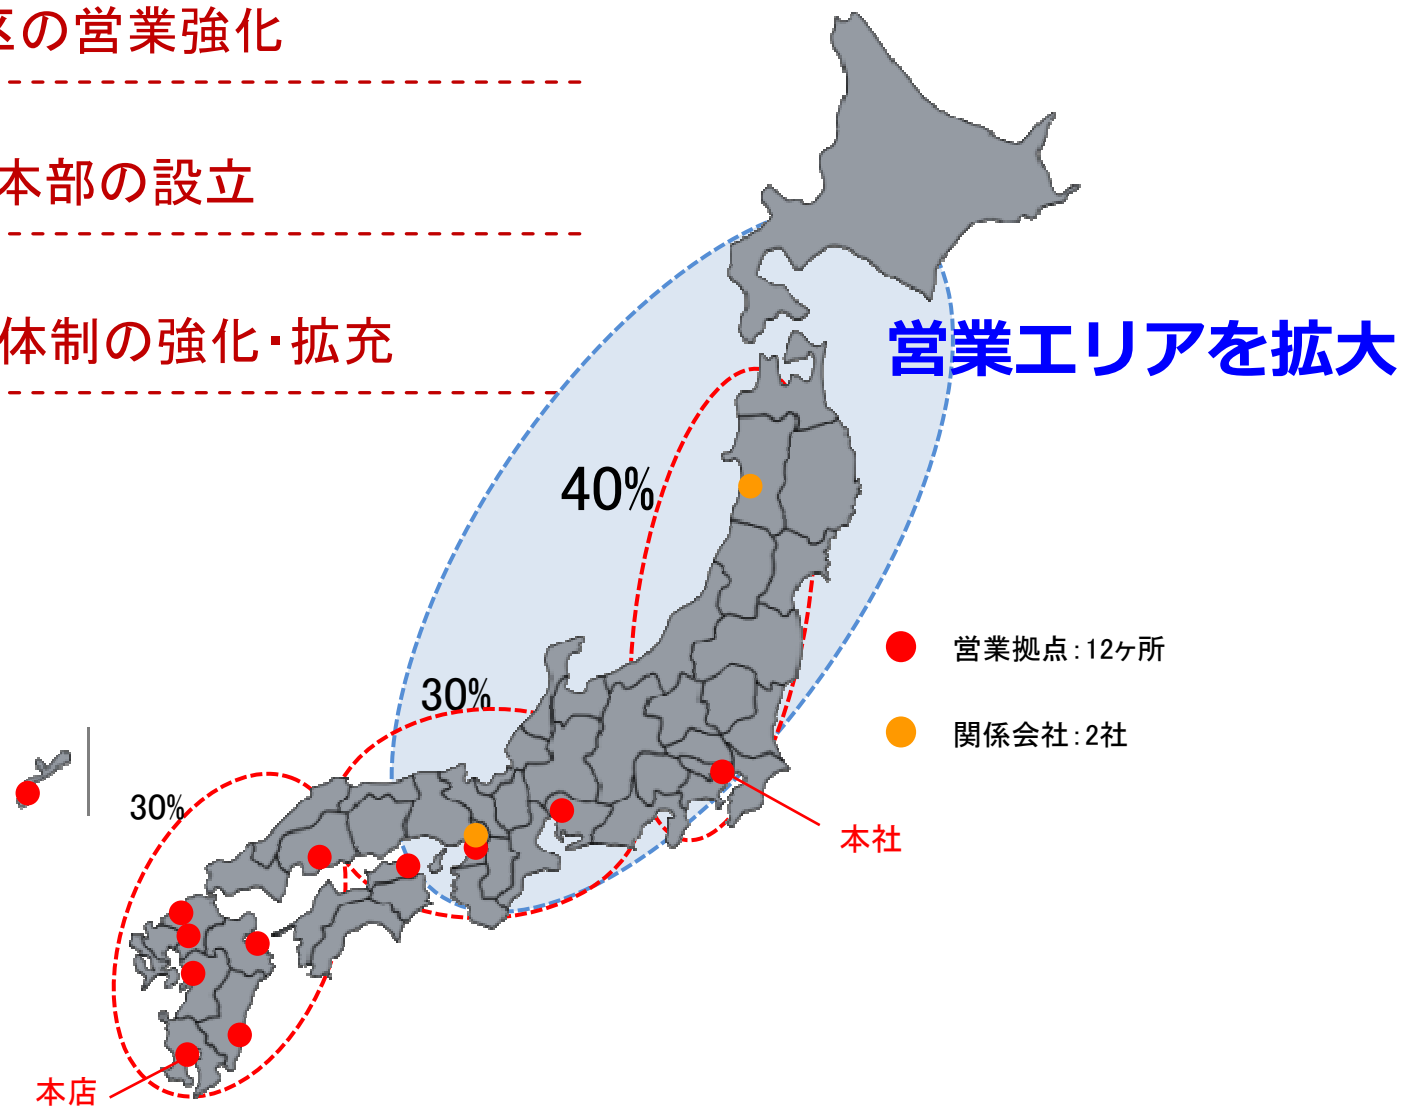 区の営業強化
本部の設立
体制の強化・拡充
営業エリアを拡大
40%
30%
30%
営業拠点：12ヶ所
関係会社：2社
本社
本店